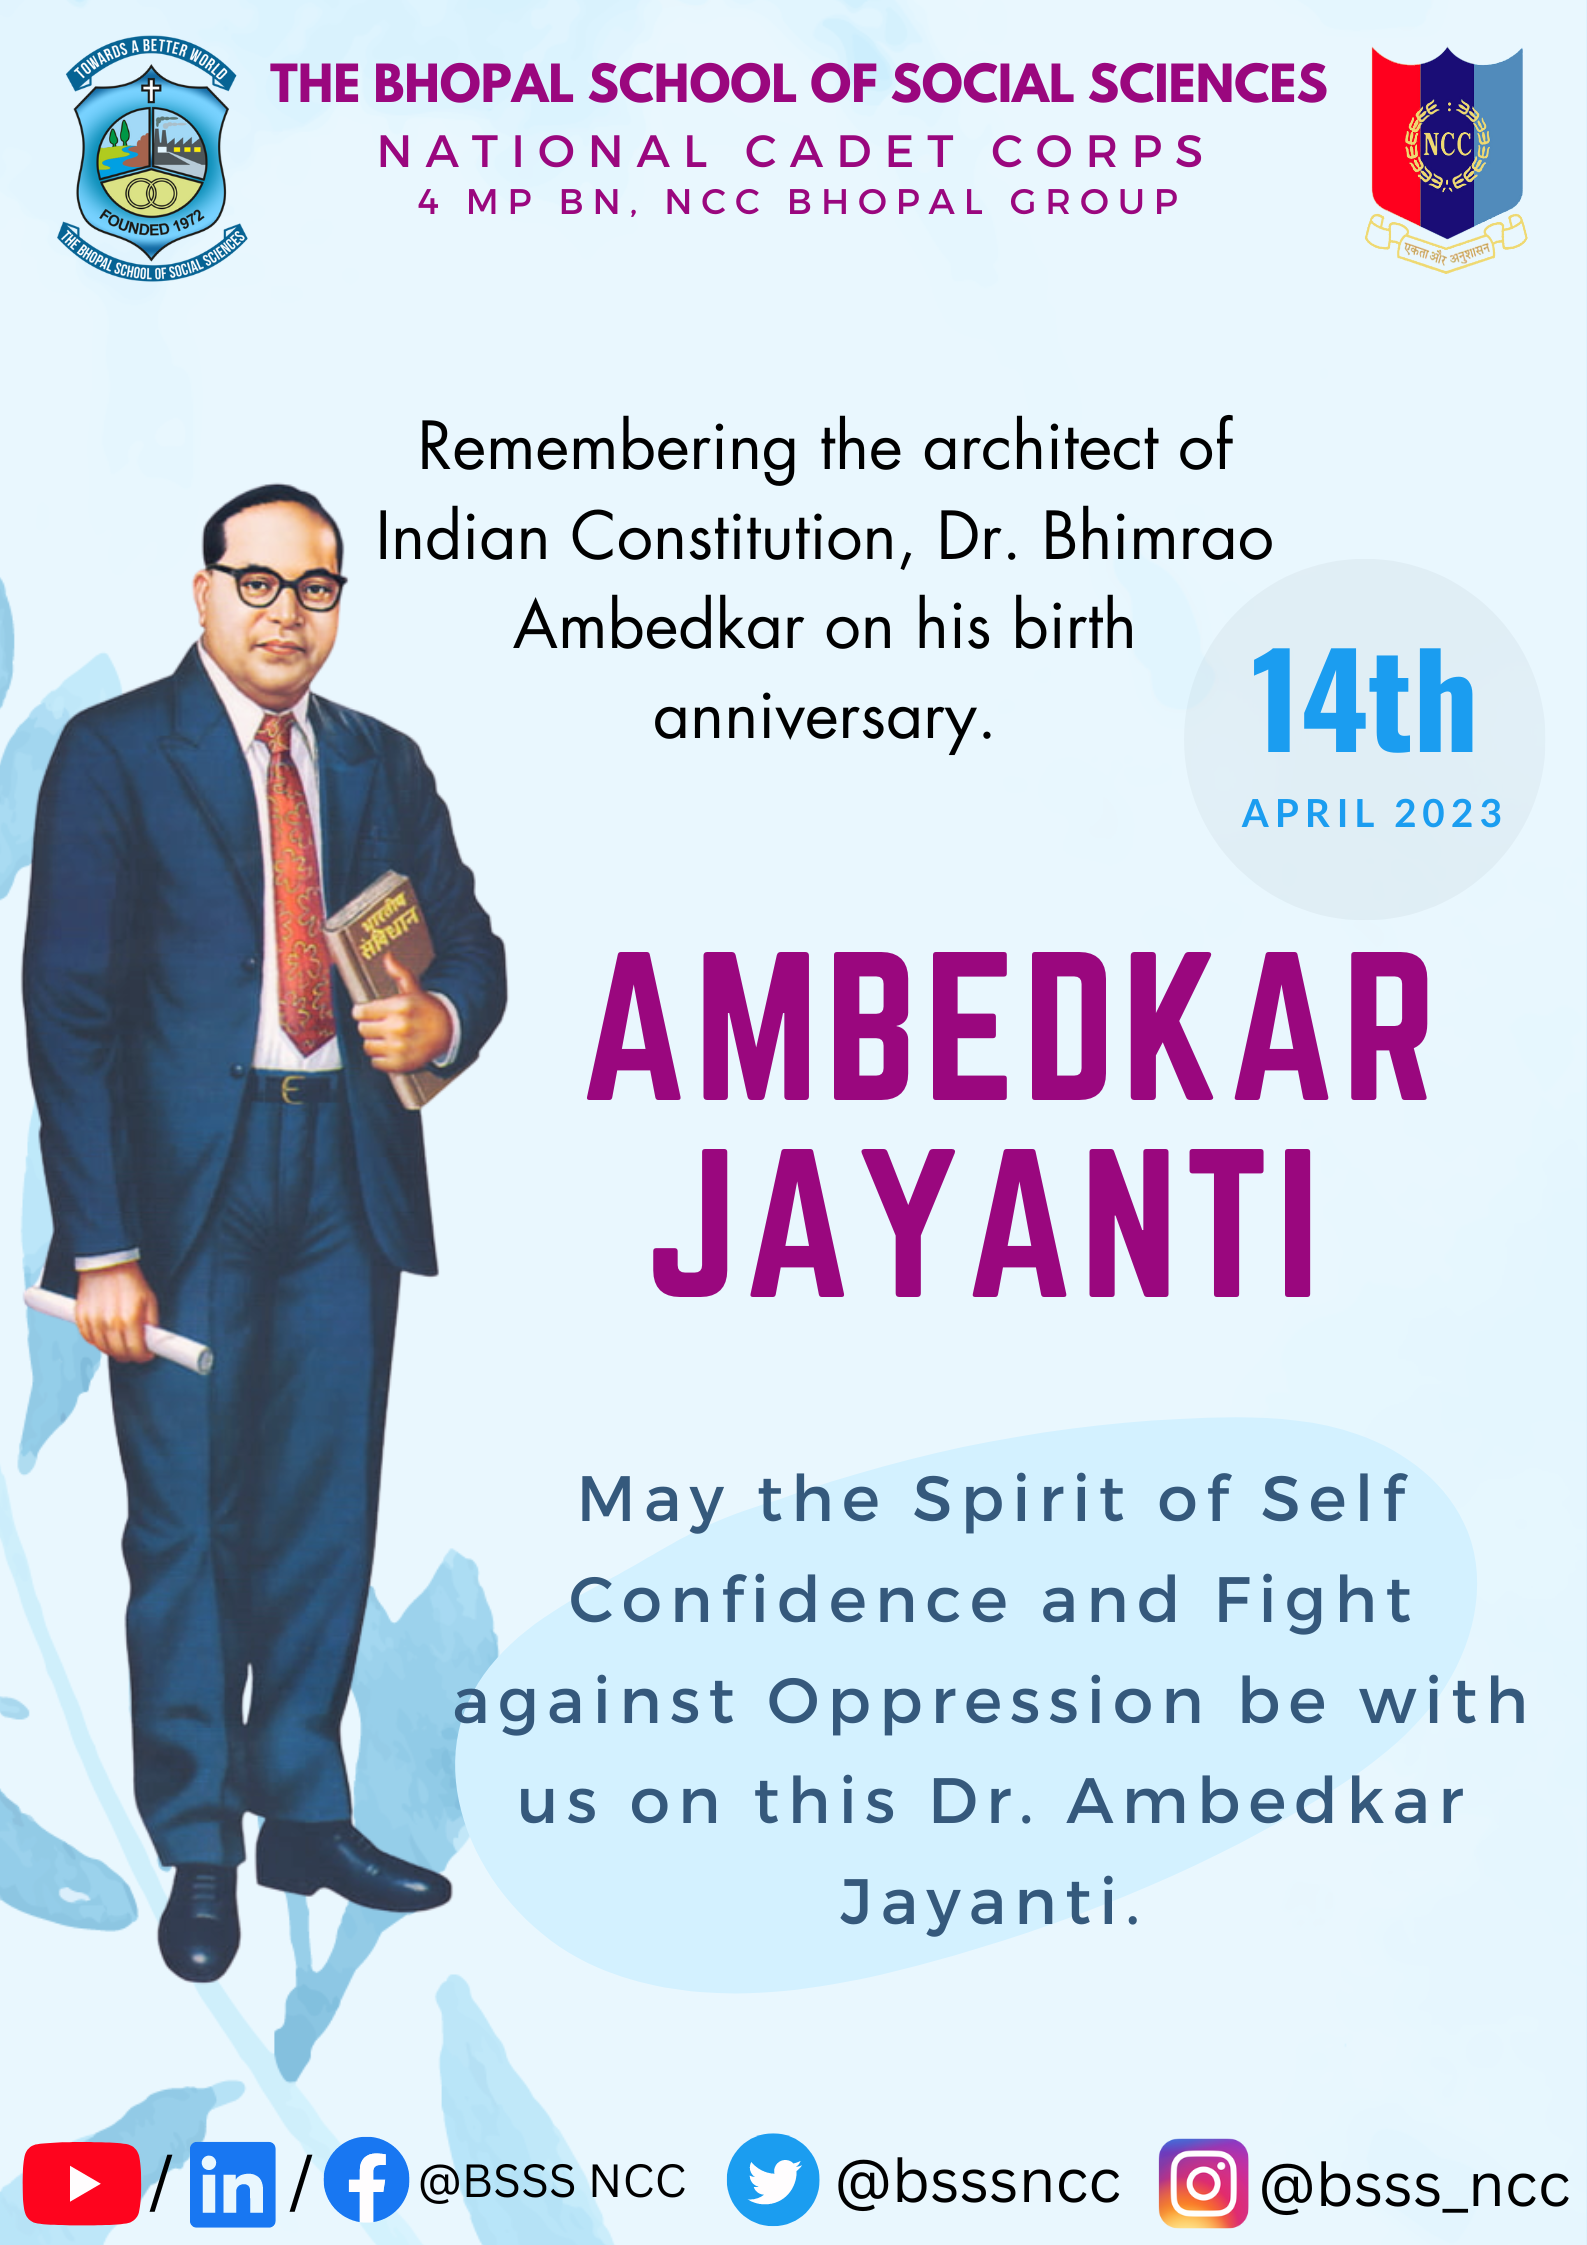 TOWARDS A BETTER WORLD
FOUNDED 1972
THE BHOPAL SCHOOL OF SOCIAL SCIENCES
THE BHOPAL SCHOOL OF SOCIAL SCIENCES
NATIONAL CADET CORPS
4 MP BN, NCC BHOPAL GROUP
NCC
एकता और अनुशासन
Remembering the architect of
Indian Constitution, Dr. Bhimrao
Ambedkar on his birth
anniversary.
14th
APRIL 2023
भारतीय
संविधान
AMBEDKAR
JAYANTI
May the Spirit of Self
Confidence and Fight
against Oppression be with
us on this Dr. Ambedkar
Jayanti.
/ in / f @BSSS NCC @bsssncc @bsss_ncc